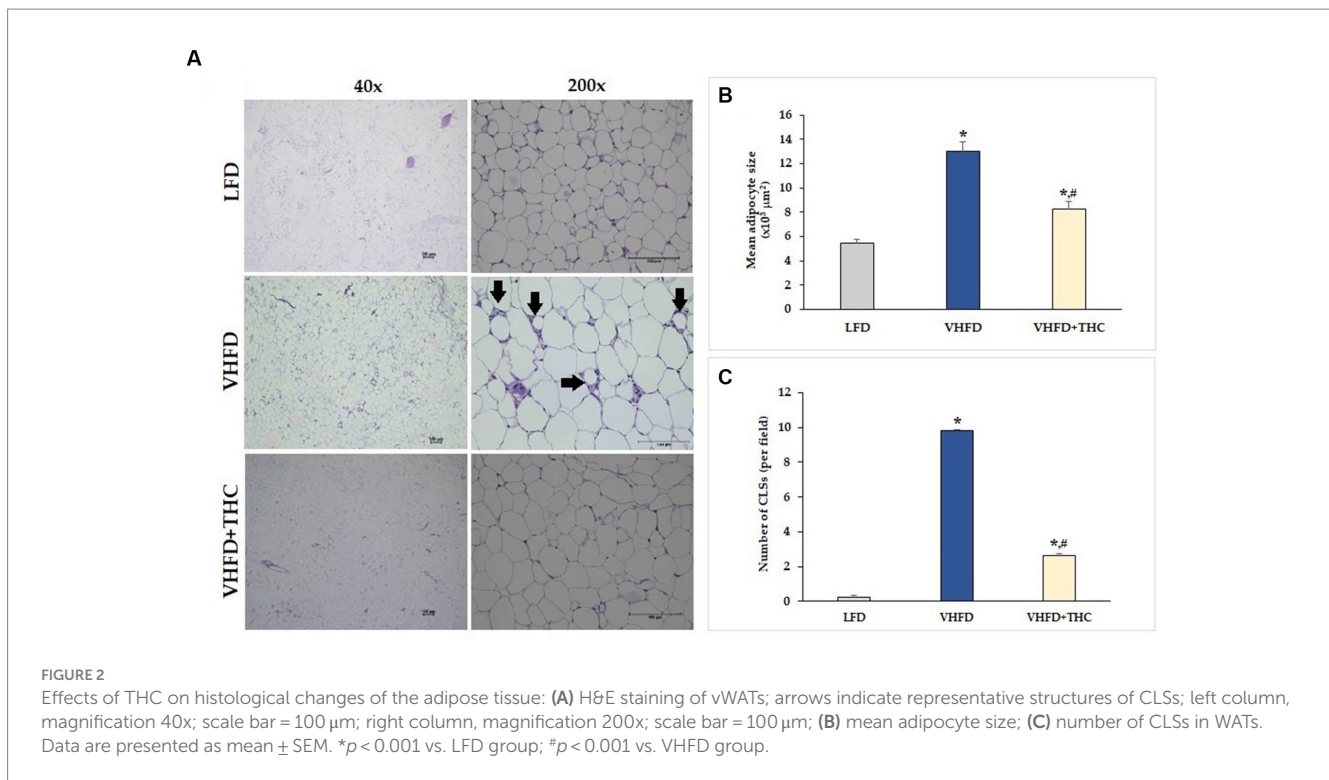 A
40x
200x
LFD
VHFD
VHFD+THC
100 µm
B
Mean adipocyte size
(x10³ µm²)
16
14
12
10
8
6
4
2
0
*
*,#
LFD
VHFD
VHFD+THC
C
Number of CLSs (per field)
12
10
8
6
4
2
0
*
*,#
LFD
VHFD
VHFD+THC
FIGURE 2
Effects of THC on histological changes of the adipose tissue: (A) H&E staining of vWATs; arrows indicate representative structures of CLSs; left column,
magnification 40x; scale bar = 100 µm; right column, magnification 200x; scale bar = 100 µm; (B) mean adipocyte size; (C) number of CLSs in WATs.
Data are presented as mean ± SEM. *p < 0.001 vs. LFD group; #p < 0.001 vs. VHFD group.